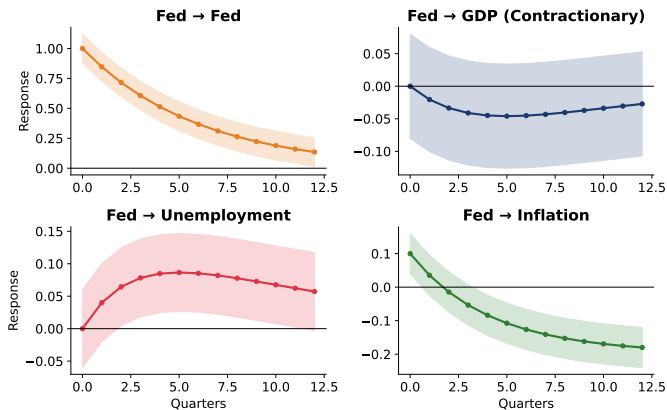 Fed → Fed
Response
1.00
0.75
0.50
0.25
0.00
0.0 2.5 5.0 7.5 10.0 12.5
Fed → GDP (Contractionary)
0.05
0.00
−0.05
−0.10
0.0 2.5 5.0 7.5 10.0 12.5
Fed → Unemployment
Response
0.15
0.10
0.05
0.00
−0.05
0.0 2.5 5.0 7.5 10.0 12.5
Quarters
Fed → Inflation
0.1
0.0
−0.1
−0.2
0.0 2.5 5.0 7.5 10.0 12.5
Quarters